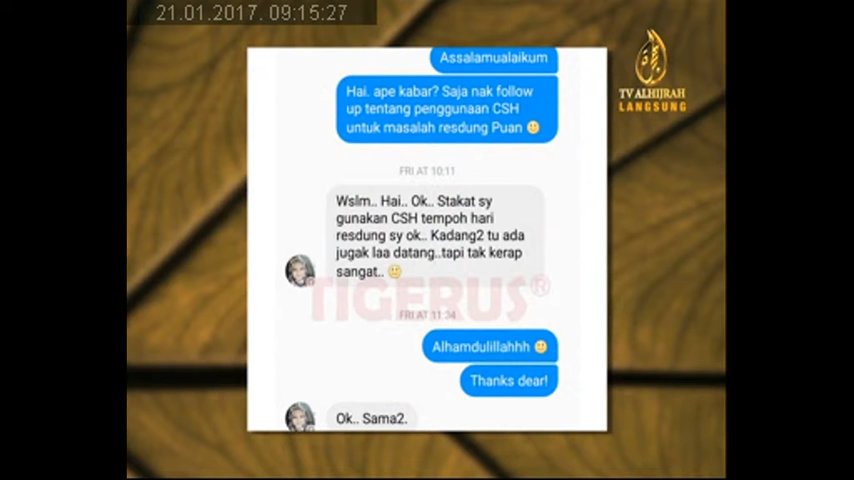 21.01.2017. 09:15:27
TV ALHIJRAH
LANGSUNG
Assalamualaikum
Hai. ape kabar? Saja nak follow
up tentang penggunaan CSH
untuk masalah resdung Puan 🙂
FRI AT 10:11
Wslm.. Hai.. Ok.. Stakat sy
gunakan CSH tempoh hari
resdung sy ok.. Kadang2 tu ada
jugak laa datang..tapi tak kerap
sangat.. 🙂
TIGERUS®
FRI AT 11:34
Alhamdulillahhh 🙂
Thanks dear!
Ok.. Sama2.